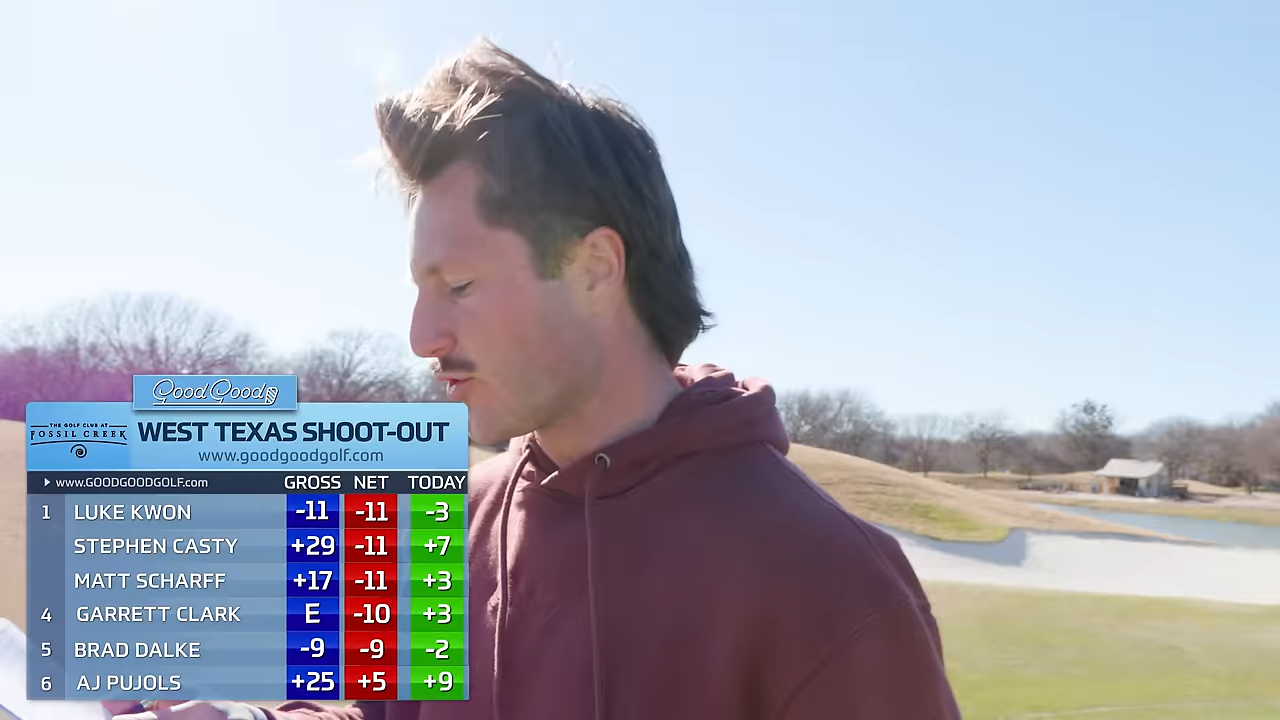 Good Good
THE GOLF CLUB AT
FOSSIL CREEK
WEST TEXAS SHOOT-OUT
www.goodgoodgolf.com
www.GOODGOODGOLF.com GROSS NET TODAY
1 LUKE KWON -11 -11 -3
STEPHEN CASTY +29 -11 +7
MATT SCHARFF +17 -11 +3
4 GARRETT CLARK E -10 +3
5 BRAD DALKE -9 -9 -2
6 AJ PUJOLS +25 +5 +9